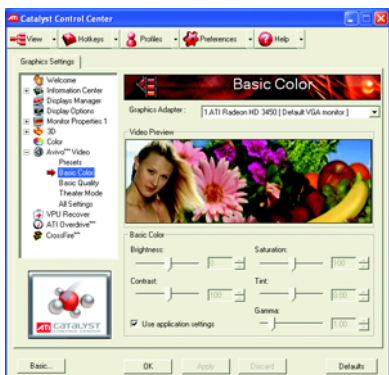 Catalyst Control Center
View Hotkeys Profiles Preferences Help
Graphics Settings
Welcome
Information Center
Displays Manager
Display Options
Monitor Properties 1
3D
Color
Avivo™ Video
Presets
Basic Color
Basic Quality
Theater Mode
All Settings
VPU Recover
ATI Overdrive™
CrossFire™
ATI CATALYST
CONTROL CENTER
Basic Color
Graphics Adapter : 1.ATI Radeon HD 3450 [ Default VGA monitor ]
Video Preview
Basic Color
Brightness: 0
Saturation: 100
Contrast: 100
Tint: 0.00
Gamma: 1.00
Use application settings
Basic... OK Apply Discard Defaults